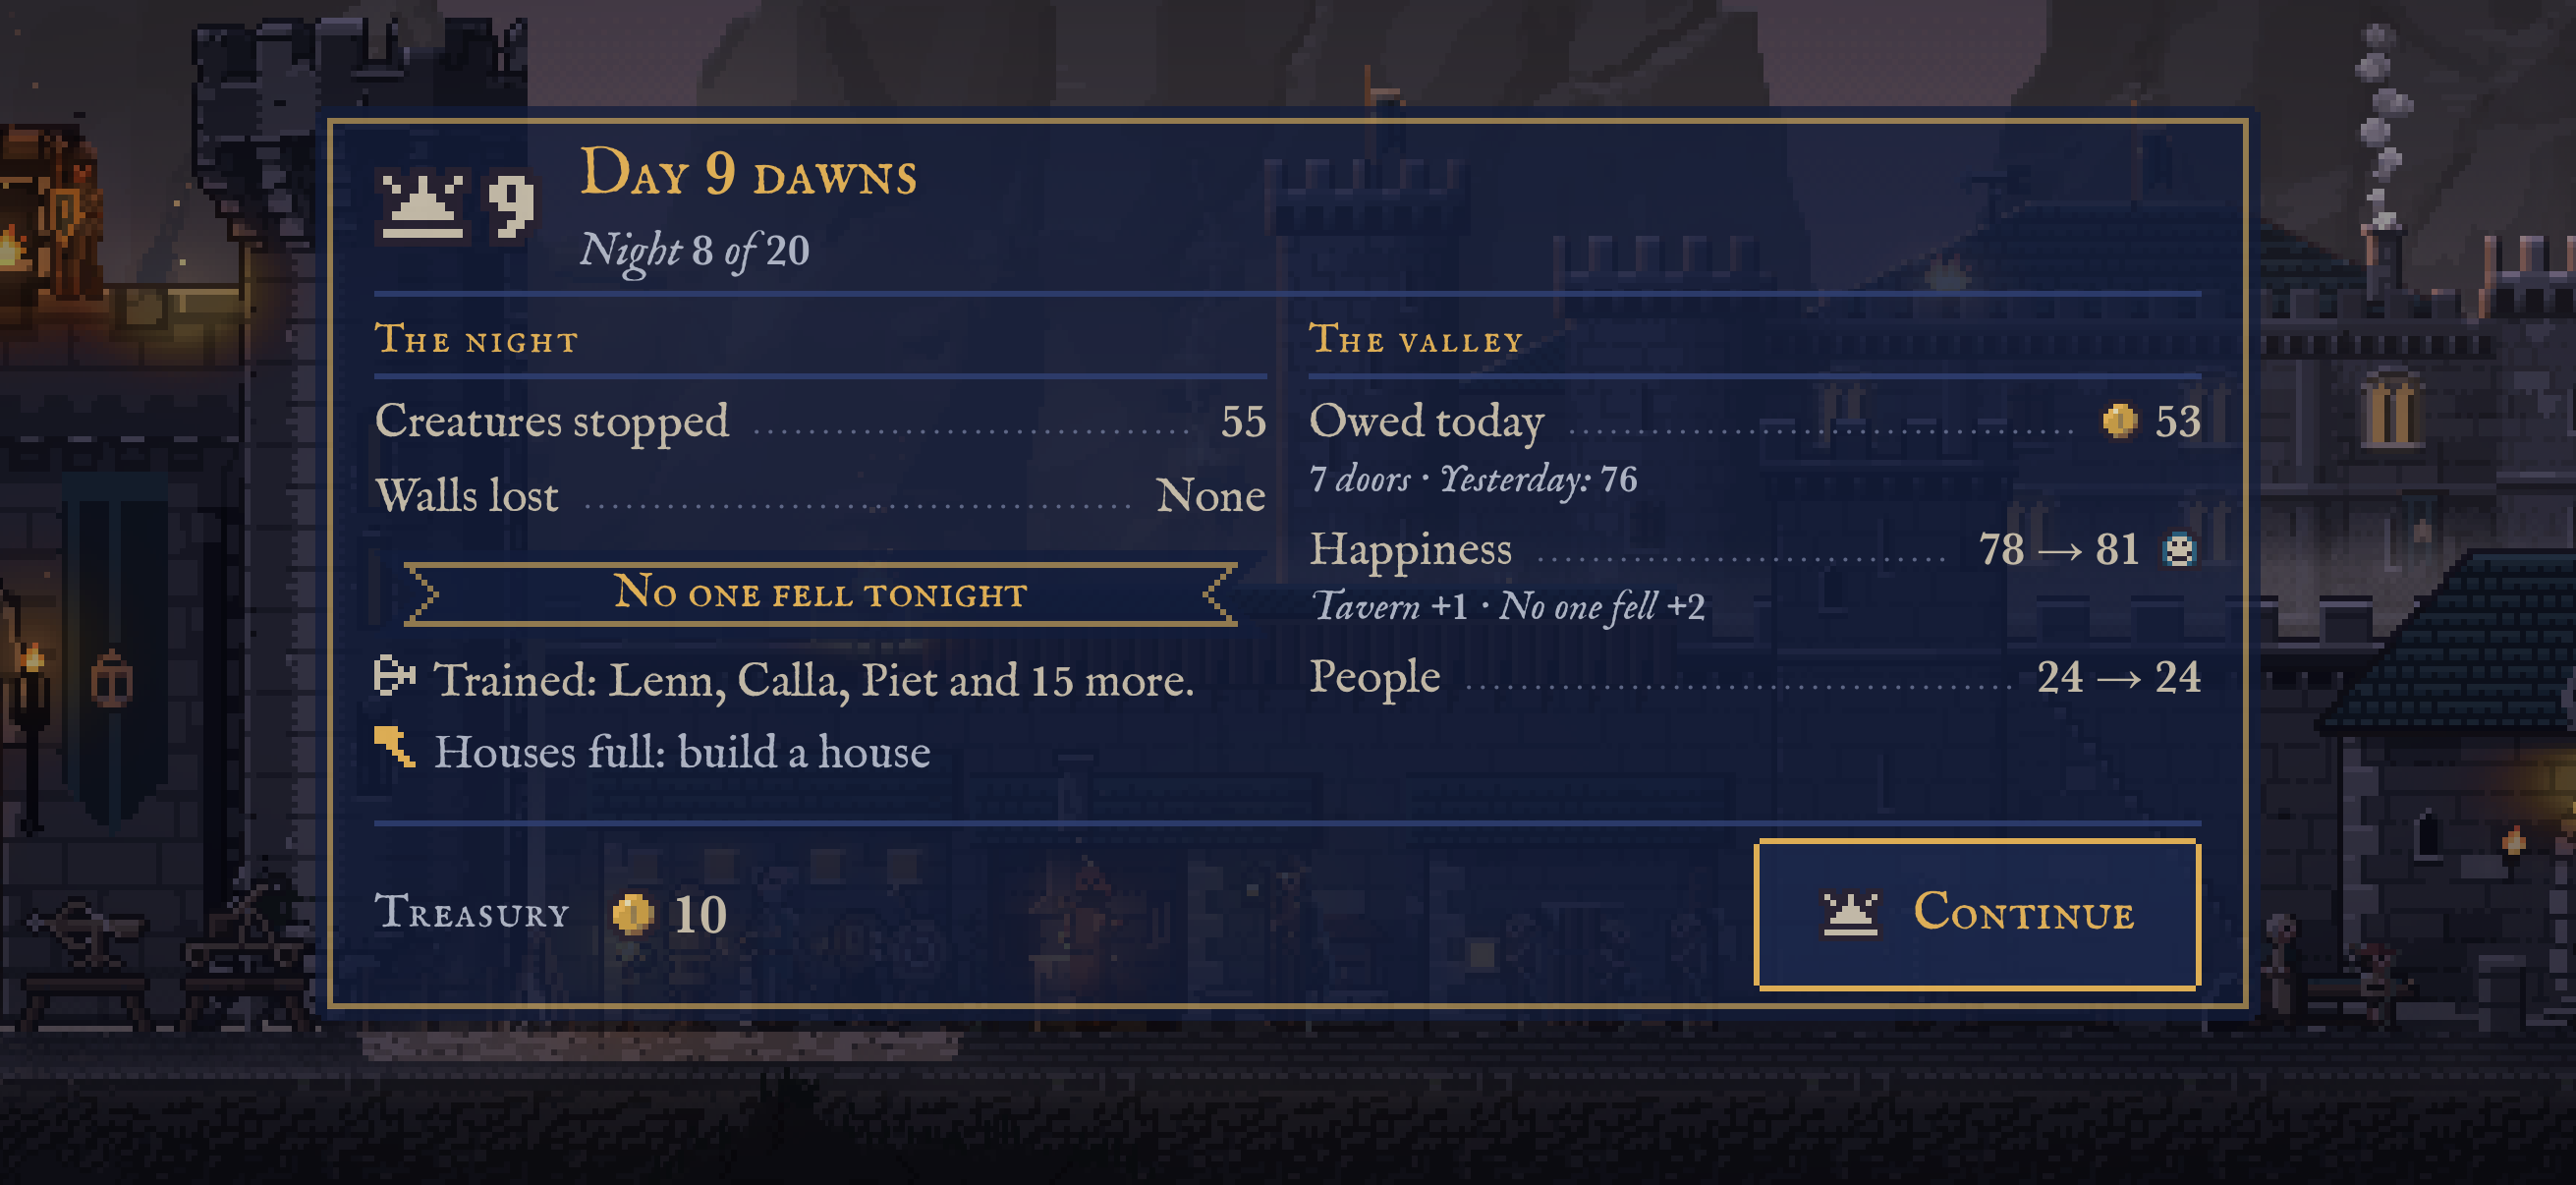 9
Day 9 dawns
Night 8 of 20
The night
Creatures stopped 55
Walls lost None
No one fell tonight
Trained: Lenn, Calla, Piet and 15 more.
Houses full: build a house
The valley
Owed today 53
7 doors · Yesterday: 76
Happiness 78 → 81
Tavern +1 · No one fell +2
People 24 → 24
Treasury 10
Continue